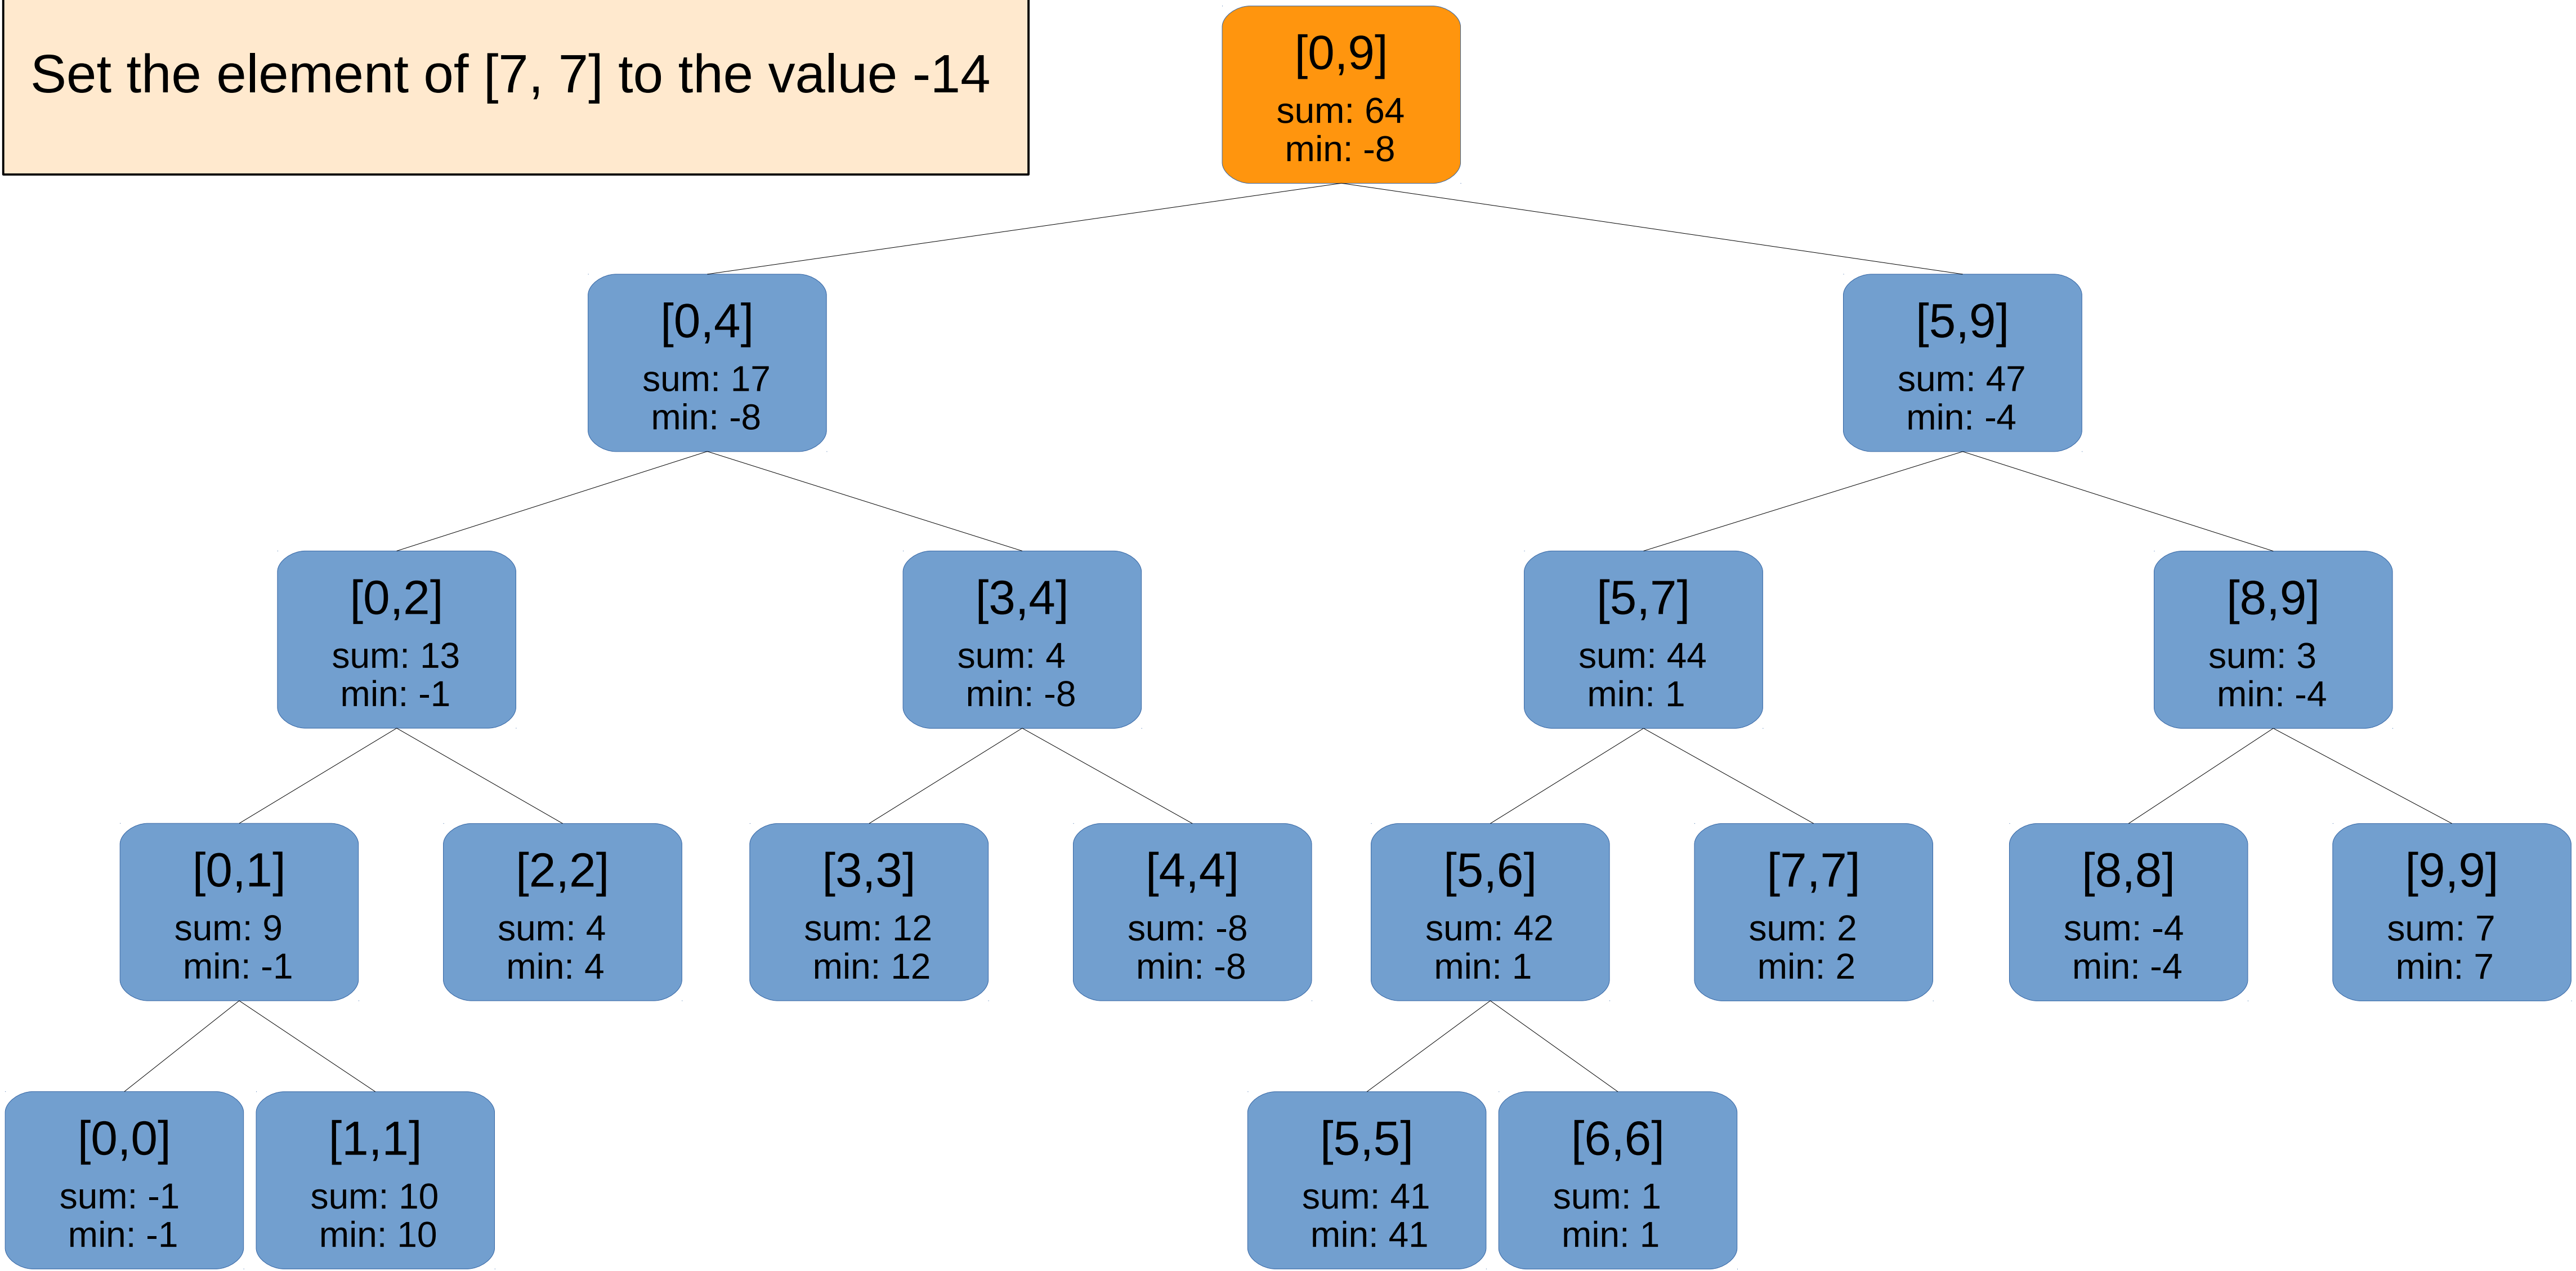 Set the element of [7, 7] to the value -14
[0,9]
sum: 64
min: -8
[0,4]
sum: 17
min: -8
[5,9]
sum: 47
min: -4
[0,2]
sum: 13
min: -1
[3,4]
sum: 4
min: -8
[5,7]
sum: 44
min: 1
[8,9]
sum: 3
min: -4
[0,1]
sum: 9
min: -1
[2,2]
sum: 4
min: 4
[3,3]
sum: 12
min: 12
[4,4]
sum: -8
min: -8
[5,6]
sum: 42
min: 1
[7,7]
sum: 2
min: 2
[8,8]
sum: -4
min: -4
[9,9]
sum: 7
min: 7
[0,0]
sum: -1
min: -1
[1,1]
sum: 10
min: 10
[5,5]
sum: 41
min: 41
[6,6]
sum: 1
min: 1